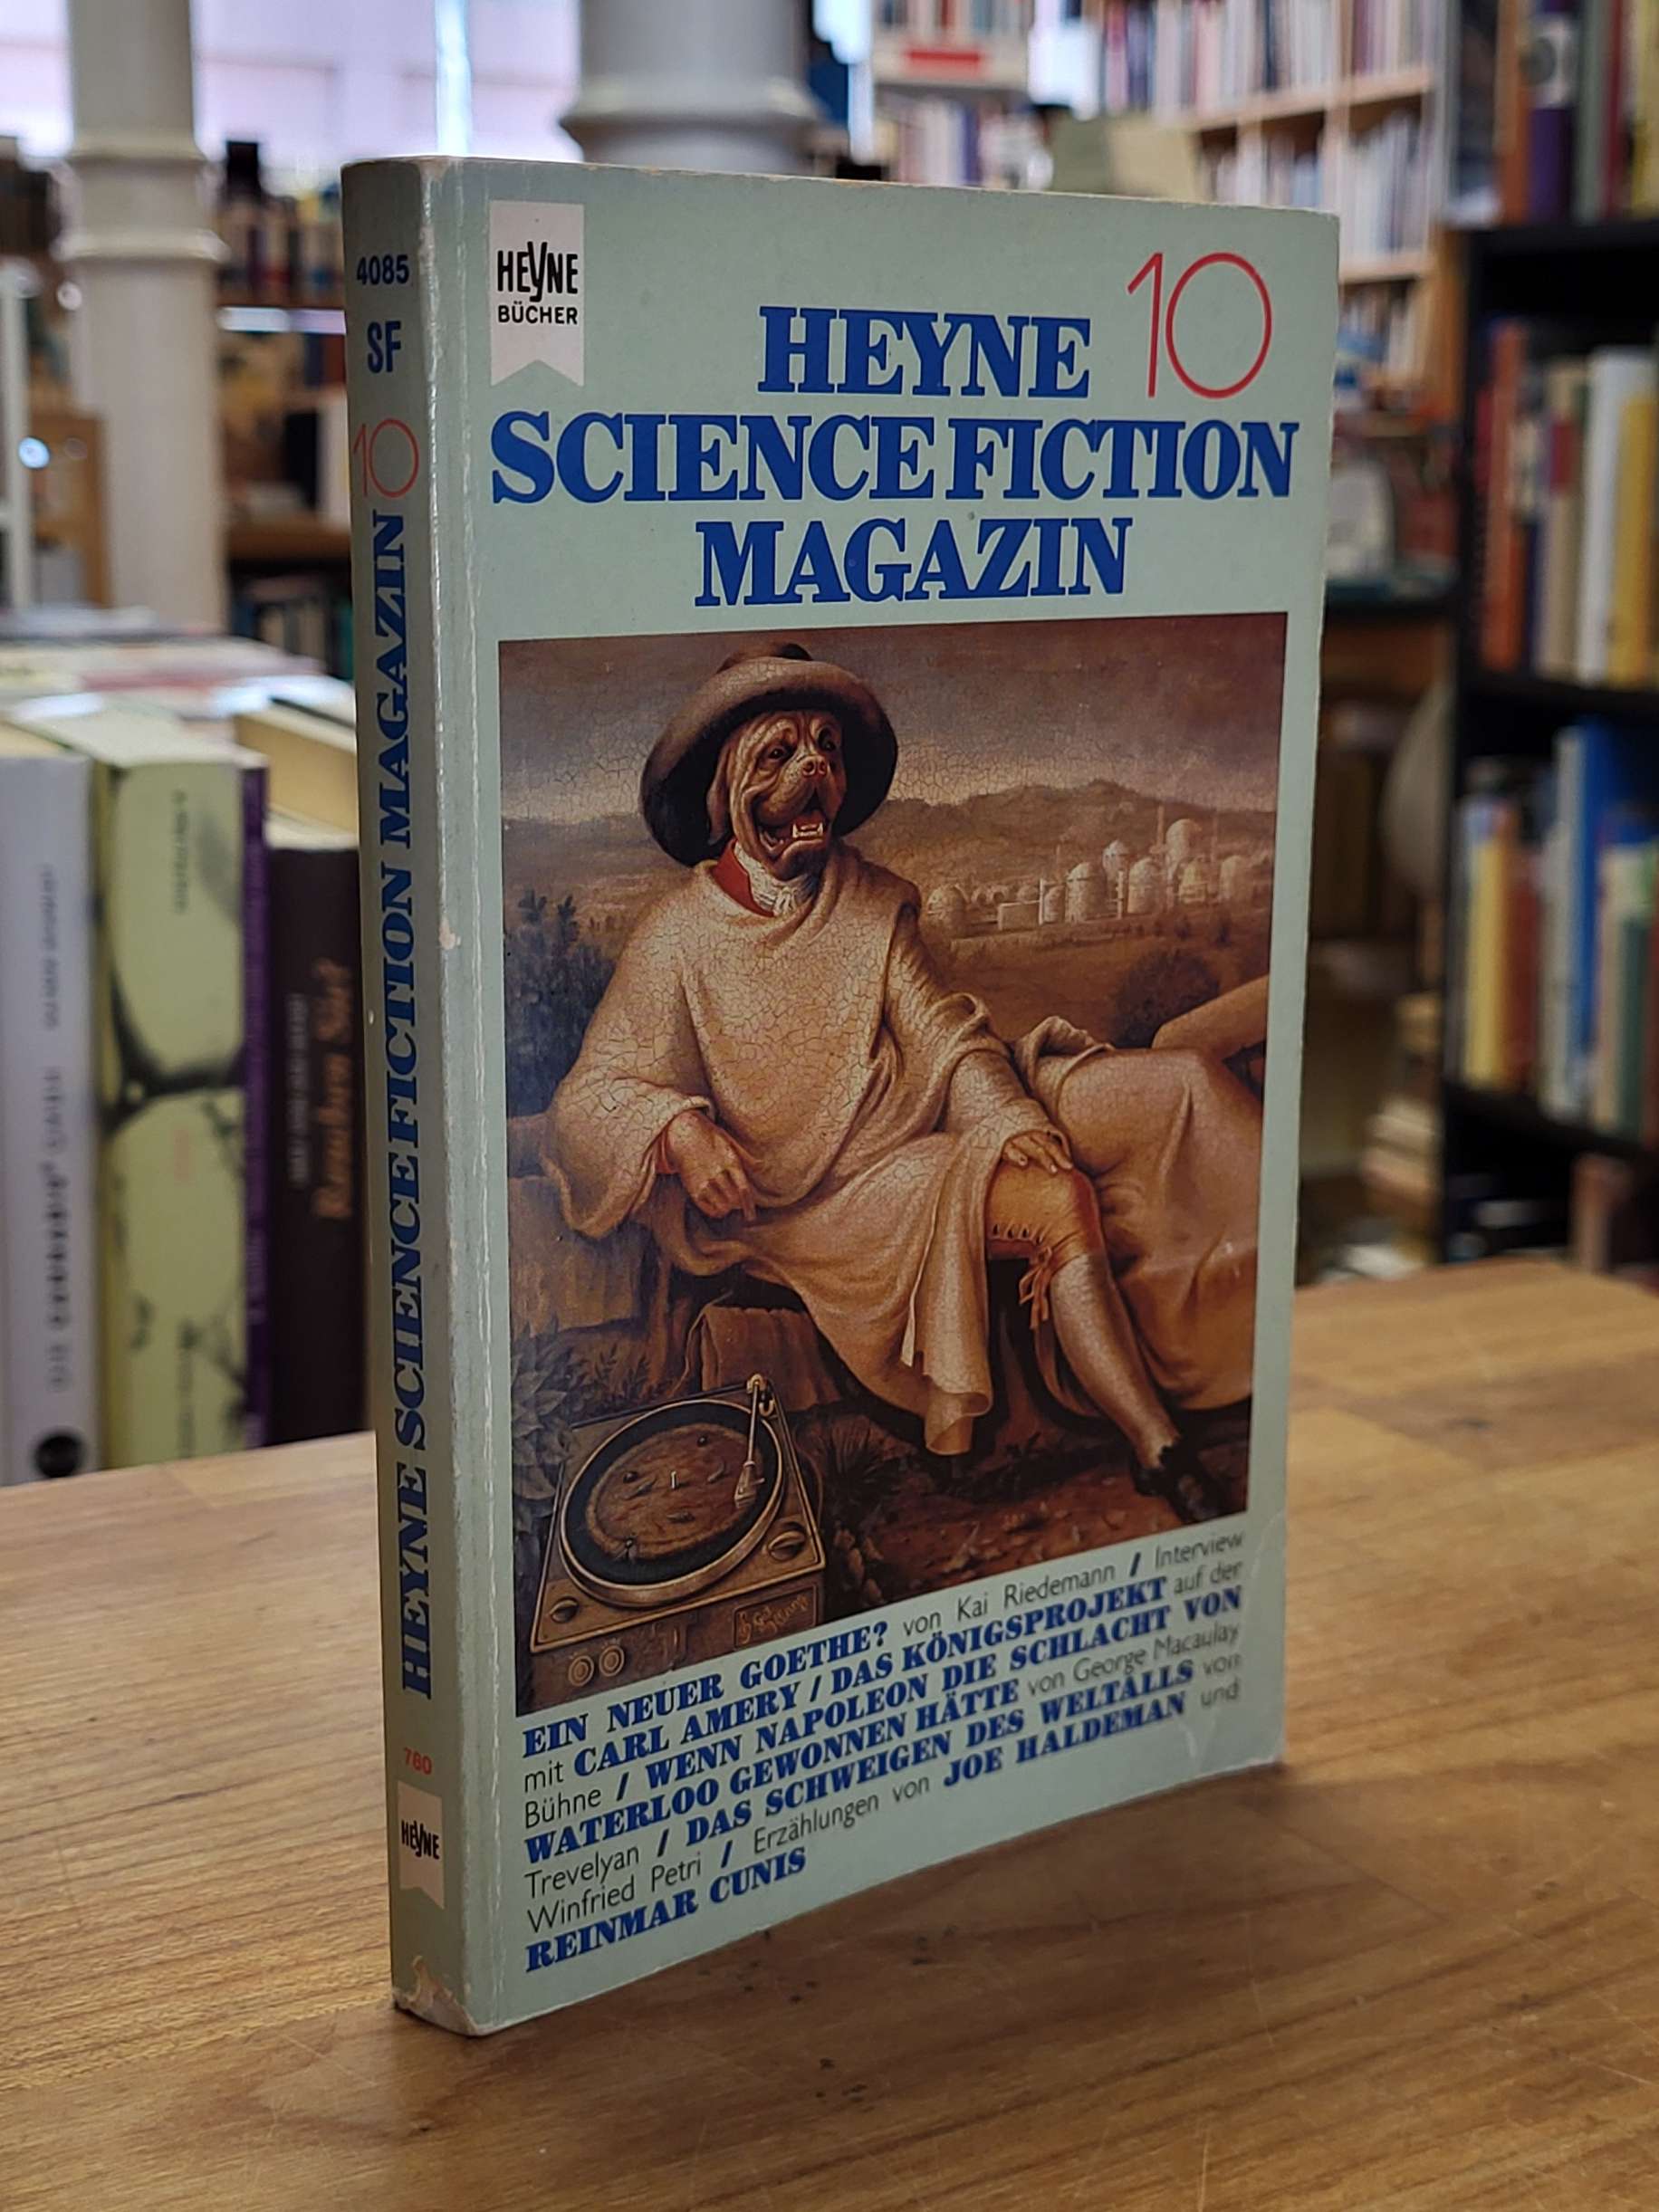 4085
SF
10
HEYNE SCIENCE FICTION MAGAZIN
780
HEYNE
HEYNE
BÜCHER
HEYNE 10
SCIENCE FICTION
MAGAZIN
EIN NEUER GOETHE? von Kai Riedemann / Interview
mit CARL AMERY / DAS KÖNIGSPROJEKT auf der
Bühne / WENN NAPOLEON DIE SCHLACHT VON
WATERLOO GEWONNEN HÄTTE von George Macaulay
Trevelyan / DAS SCHWEIGEN DES WELTALLS von
Winfried Petri / Erzählungen von JOE HALDEMAN und
REINMAR CUNIS